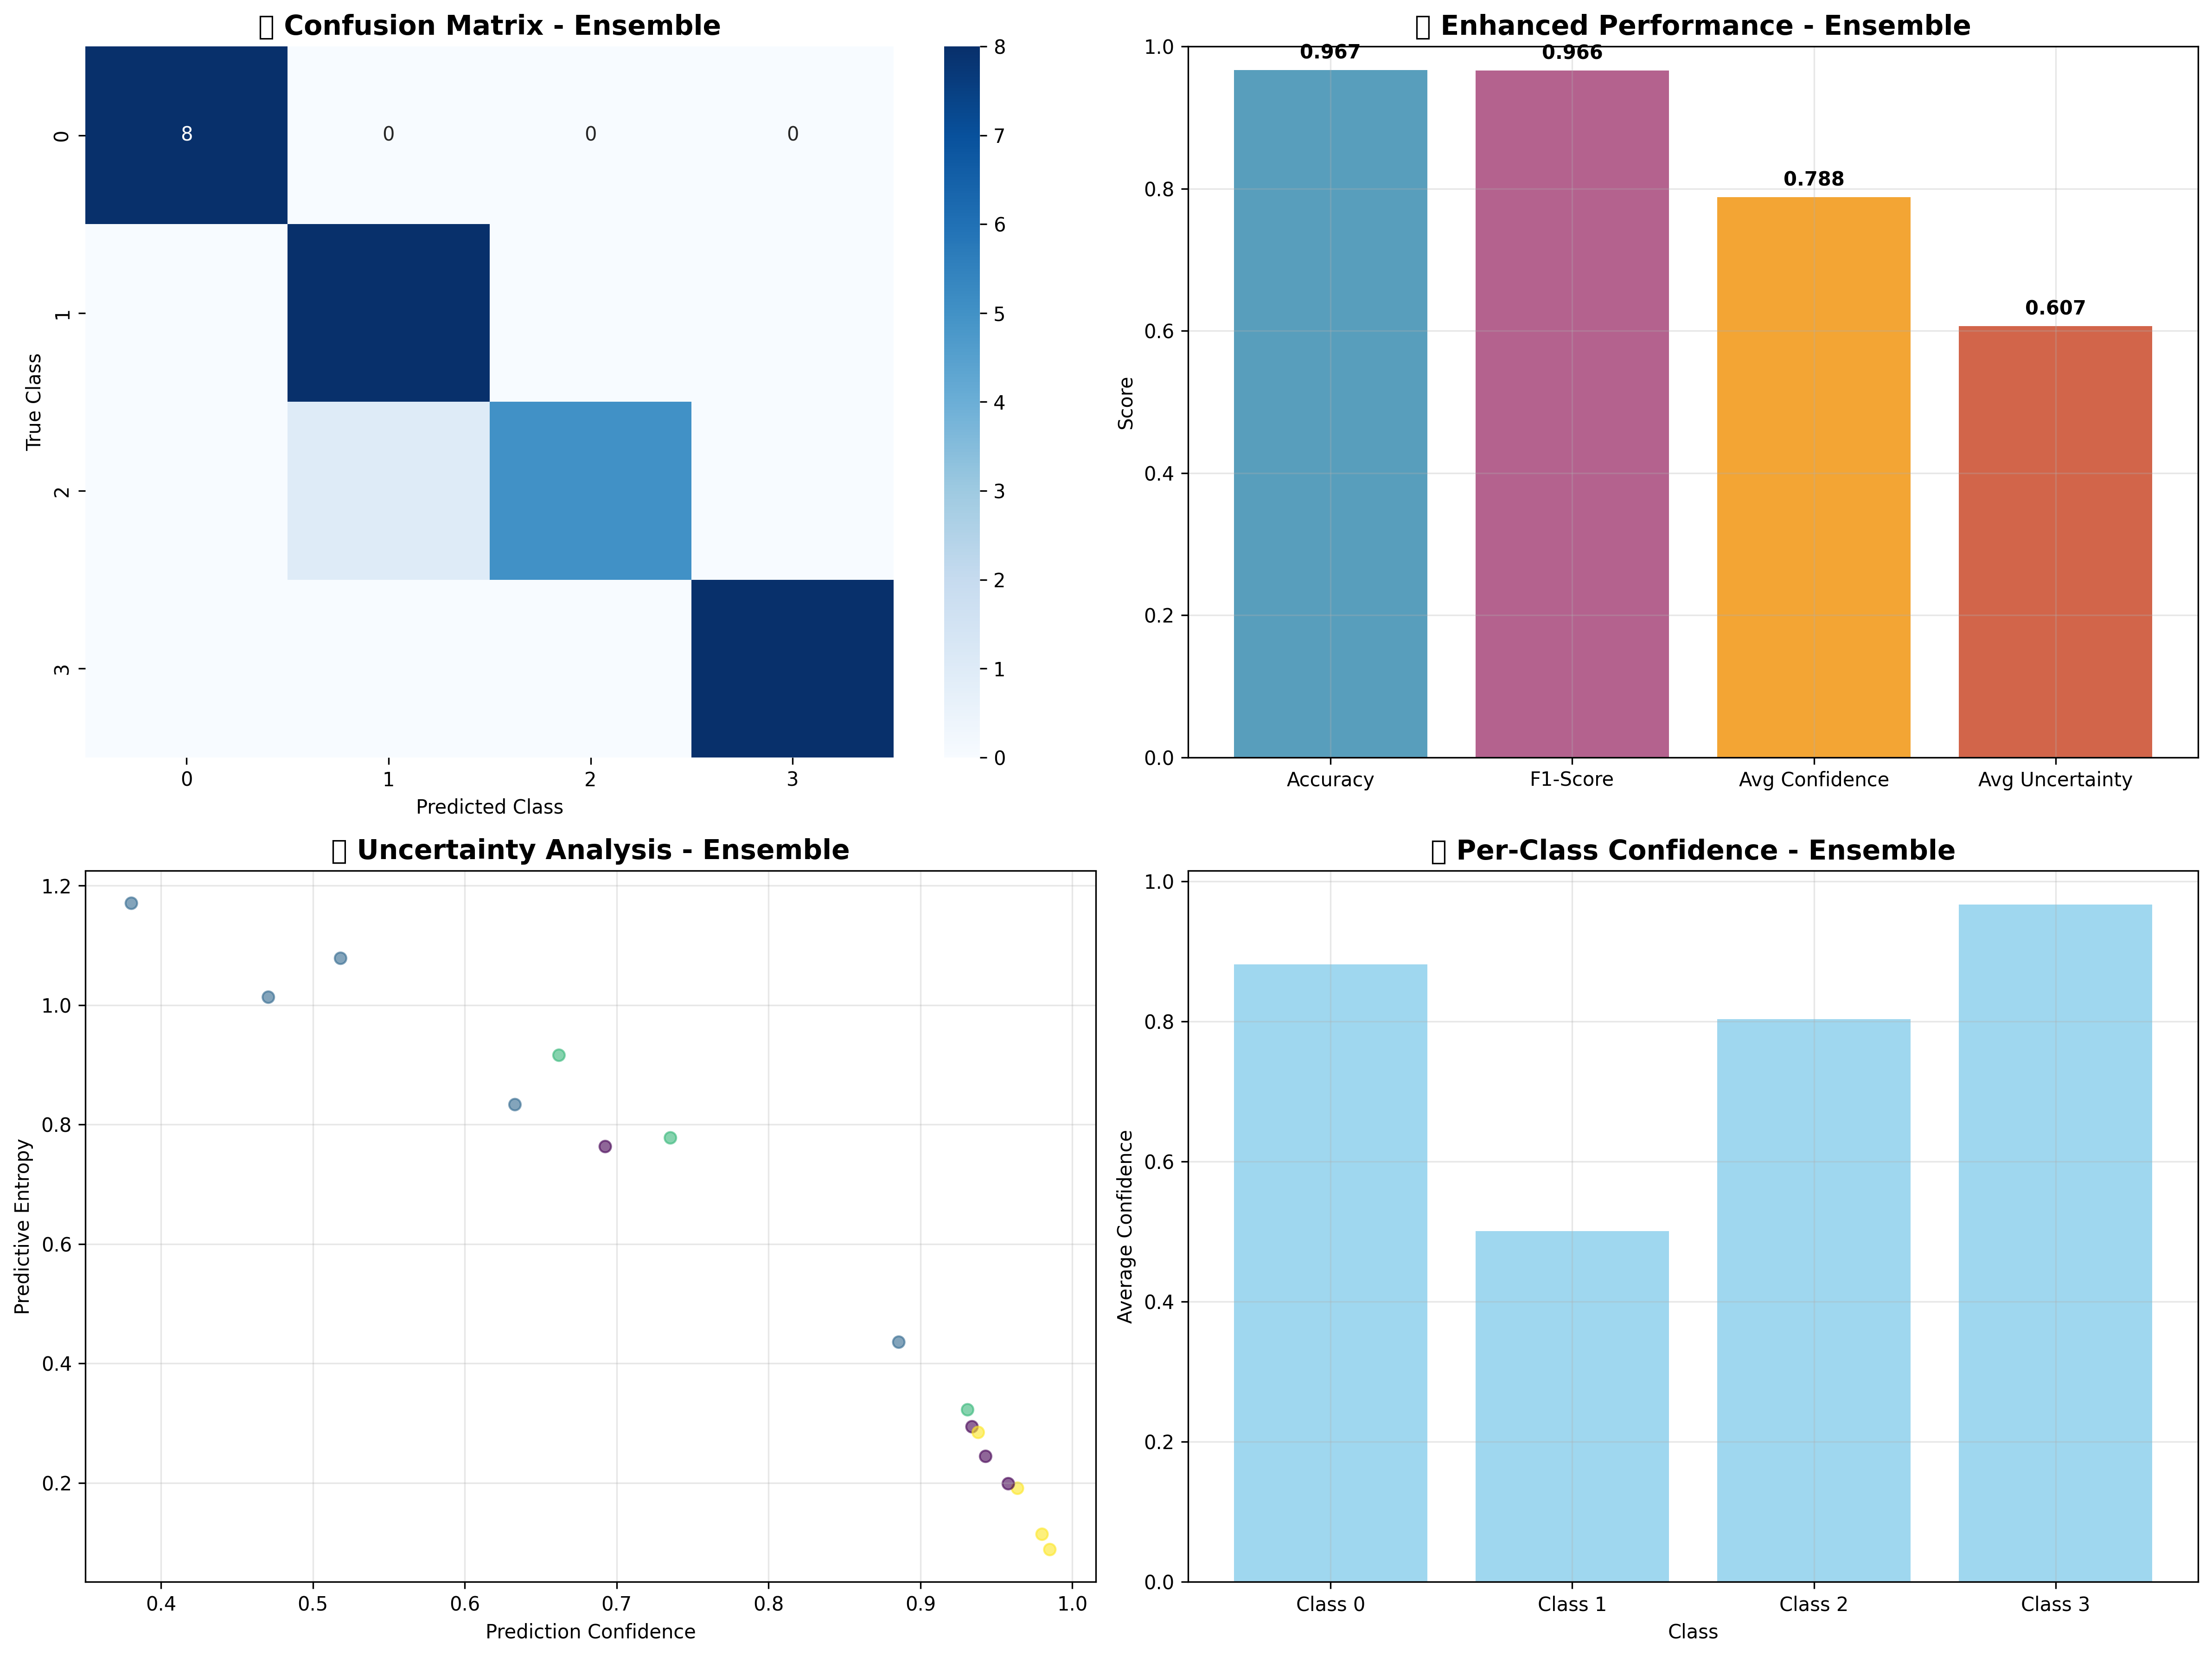 ▯ Confusion Matrix - Ensemble
8 0 0 0
0
1
2
3
True Class
0 1 2 3
Predicted Class
8
7
6
5
4
3
2
1
0
▯ Enhanced Performance - Ensemble
0.967
0.966
0.788
0.607
1.0
0.8
0.6
0.4
0.2
0.0
Score
Accuracy F1-Score Avg Confidence Avg Uncertainty
▯ Uncertainty Analysis - Ensemble
1.2
1.0
0.8
0.6
0.4
0.2
Predictive Entropy
0.4 0.5 0.6 0.7 0.8 0.9 1.0
Prediction Confidence
▯ Per-Class Confidence - Ensemble
1.0
0.8
0.6
0.4
0.2
0.0
Average Confidence
Class 0 Class 1 Class 2 Class 3
Class